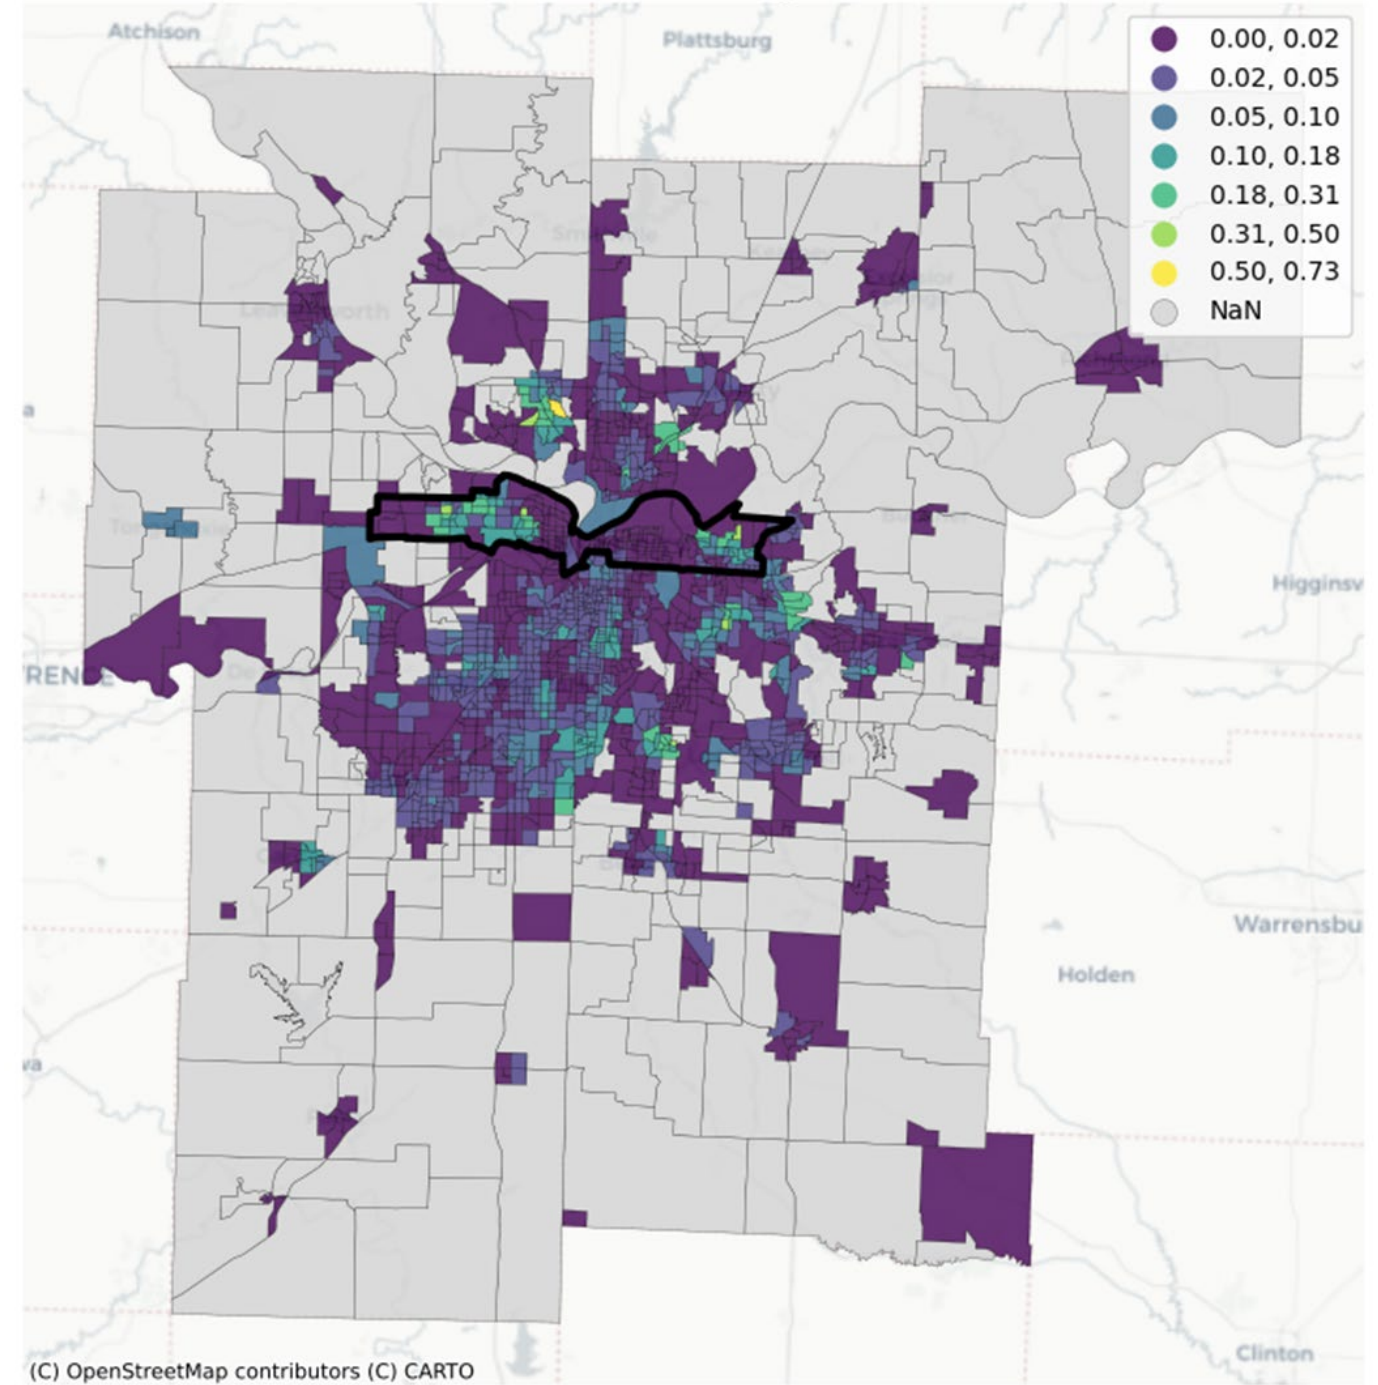 Atchison
Plattsburg
0.00, 0.02
0.02, 0.05
0.05, 0.10
0.10, 0.18
0.18, 0.31
0.31, 0.50
0.50, 0.73
NaN
Higginsv
RENCE
Warrensbu
Holden
Clinton
(C) OpenStreetMap contributors (C) CARTO